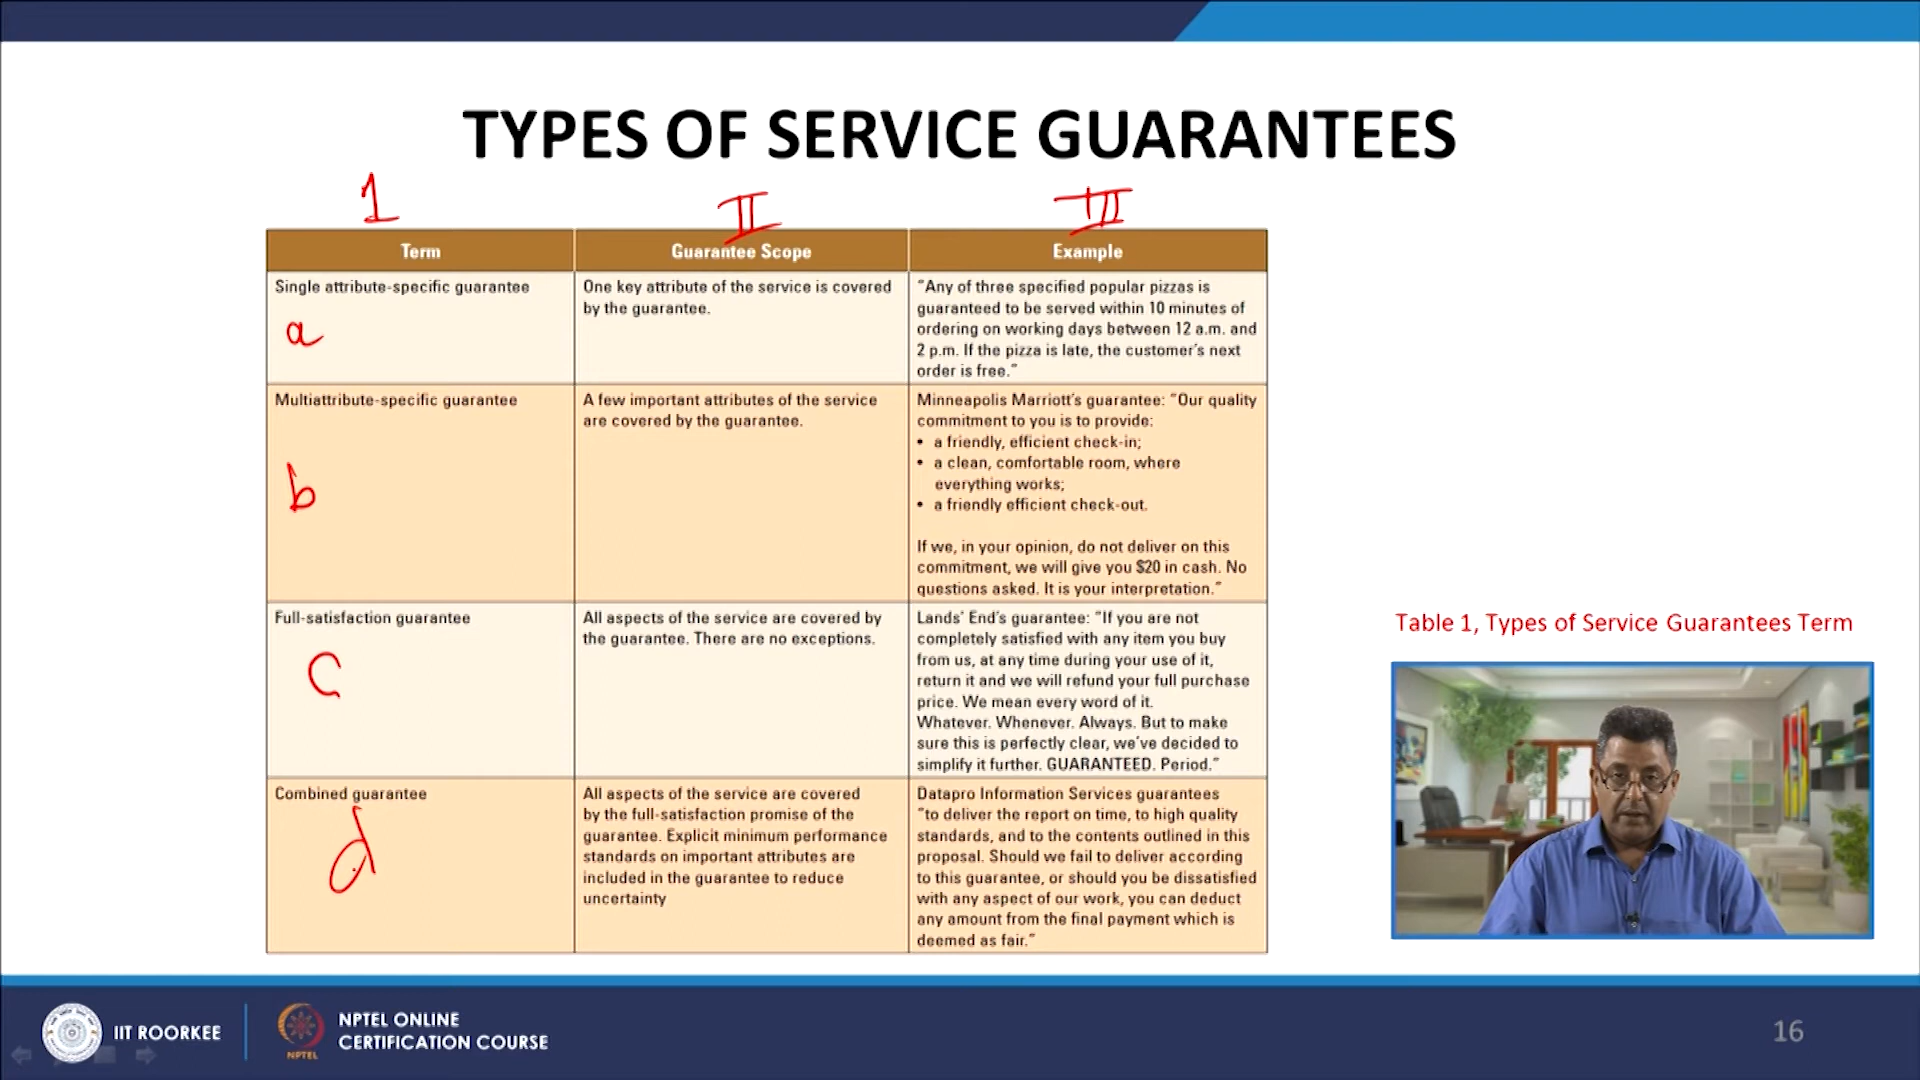 TYPES OF SERVICE GUARANTEES
1 II III
Term Guarantee Scope Example
Single attribute-specific guarantee
a
One key attribute of the service is covered
by the guarantee.
"Any of three specified popular pizzas is
guaranteed to be served within 10 minutes of
ordering on working days between 12 a.m. and
2 p.m. If the pizza is late, the customer's next
order is free."
Multiattribute-specific guarantee
b
A few important attributes of the service
are covered by the guarantee.
Minneapolis Marriott's guarantee: "Our quality
commitment to you is to provide:
• a friendly, efficient check-in;
• a clean, comfortable room, where
everything works;
• a friendly efficient check-out.
If we, in your opinion, do not deliver on this
commitment, we will give you $20 in cash. No
questions asked. It is your interpretation."
Full-satisfaction guarantee
c
All aspects of the service are covered by
the guarantee. There are no exceptions.
Lands' End's guarantee: "If you are not
completely satisfied with any item you buy
from us, at any time during your use of it,
return it and we will refund your full purchase
price. We mean every word of it.
Whatever. Whenever. Always. But to make
sure this is perfectly clear, we've decided to
simplify it further. GUARANTEED. Period."
Combined guarantee
d
All aspects of the service are covered
by the full-satisfaction promise of the
guarantee. Explicit minimum performance
standards on important attributes are
included in the guarantee to reduce
uncertainty
Datapro Information Services guarantees
"to deliver the report on time, to high quality
standards, and to the contents outlined in this
proposal. Should we fail to deliver according
to this guarantee, or should you be dissatisfied
with any aspect of our work, you can deduct
any amount from the final payment which is
deemed as fair."
Table 1, Types of Service Guarantees Term
IIT ROORKEE
NPTEL
NPTEL ONLINE
CERTIFICATION COURSE
16